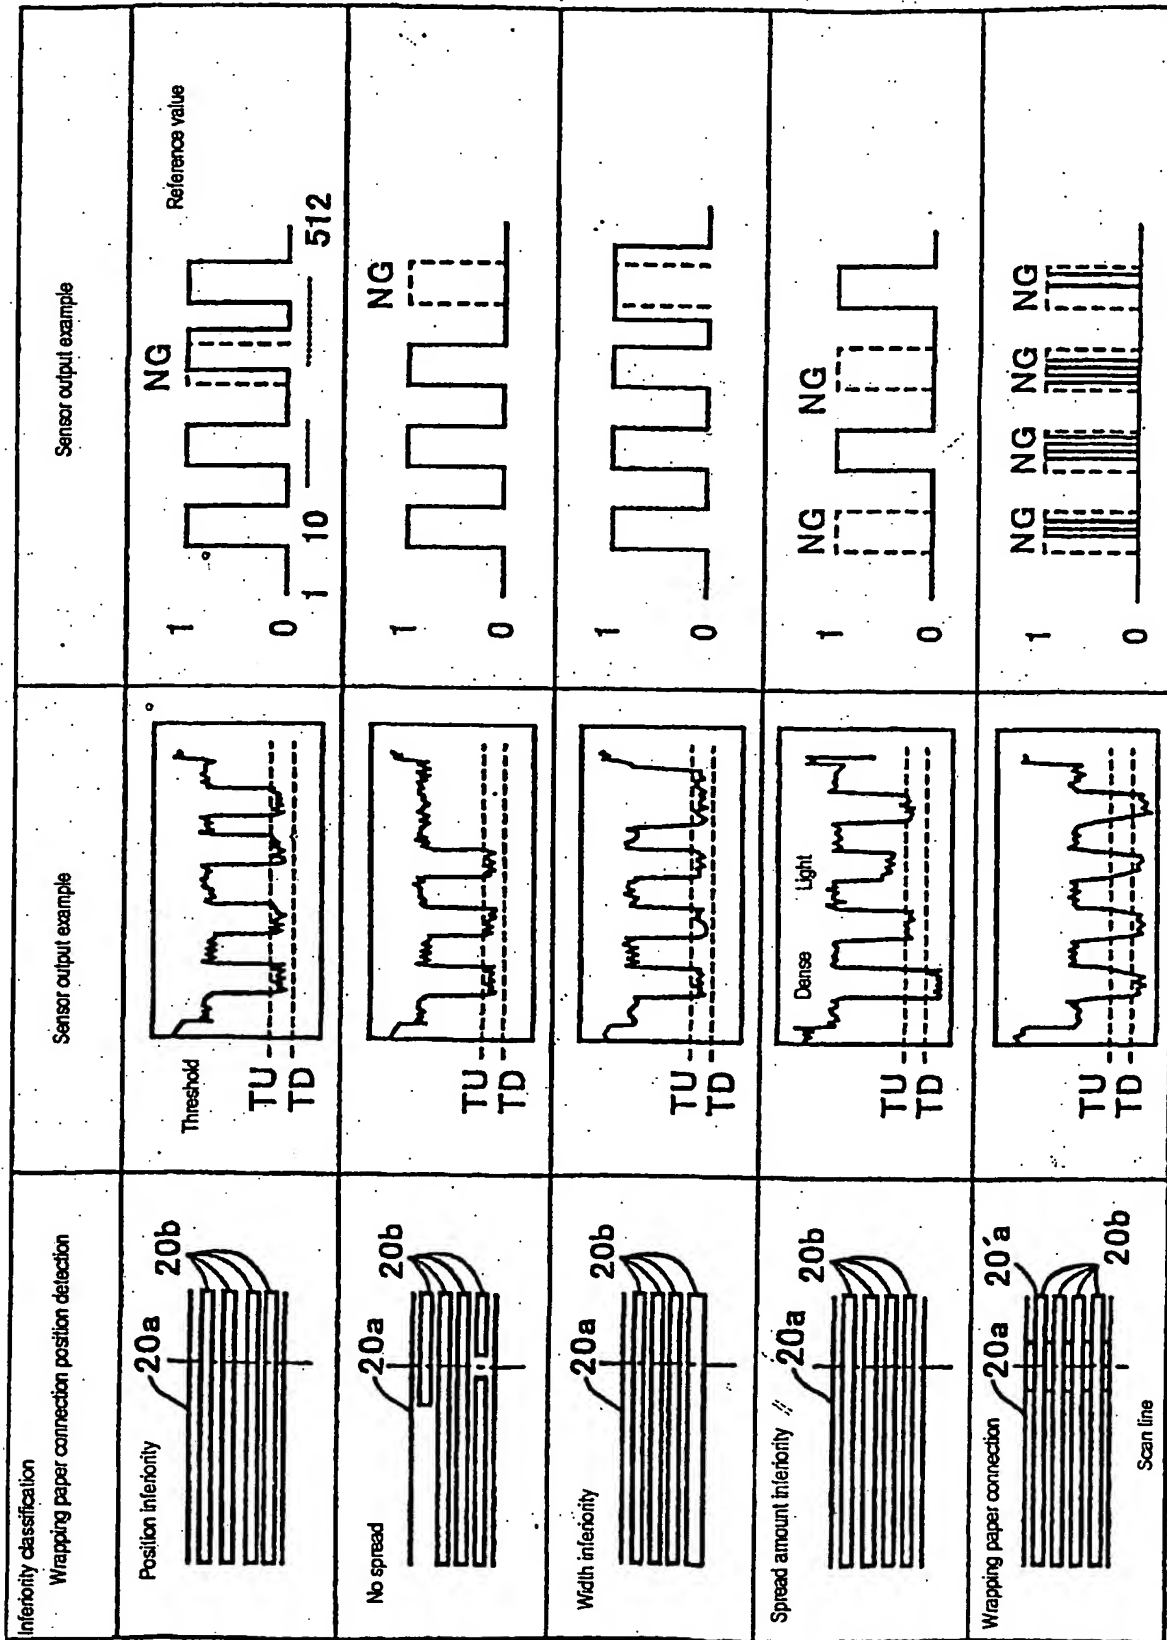 Inferiority classification
Wrapping paper connection position detection
Sensor output example
Sensor output example
Position inferiority
20a
20b
Threshold
TU
TD
1
0
NG
Reference value
1
10
512
No spread
20a
20b
TU
TD
1
0
NG
Width inferiority
20a
20b
TU
TD
1
0
Spread amount inferiority
20a
20b
TU
TD
Dense
Light
1
0
NG
NG
Wrapping paper connection
20a
20'a
20b
Scan line
TU
TD
1
0
NG
NG
NG
NG